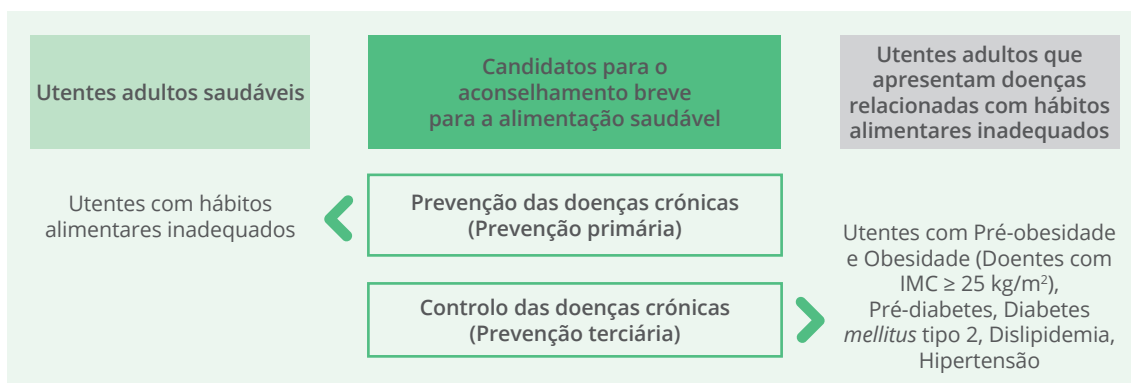 Utentes adultos saudáveis
Candidatos para o
aconselhamento breve
para a alimentação saudável
Utentes adultos que
apresentam doenças
relacionadas com hábitos
alimentares inadequados
Utentes com hábitos
alimentares inadequados
Prevenção das doenças crónicas
(Prevenção primária)
Controlo das doenças crónicas
(Prevenção terciária)
Utentes com Pré-obesidade
e Obesidade (Doentes com
IMC ≥ 25 kg/m²),
Pré-diabetes, Diabetes
mellitus tipo 2, Dislipidemia,
Hipertensão